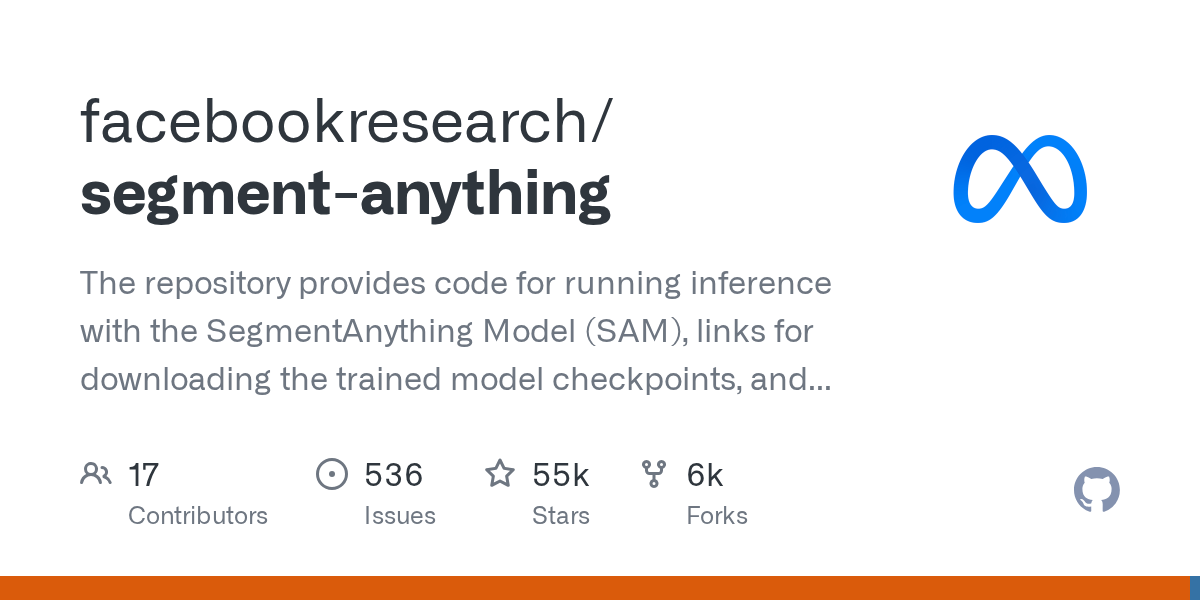 facebookresearch/
segment-anything
The repository provides code for running inference
with the SegmentAnything Model (SAM), links for
downloading the trained model checkpoints, and...
17 536 55k 6k
Contributors Issues Stars Forks